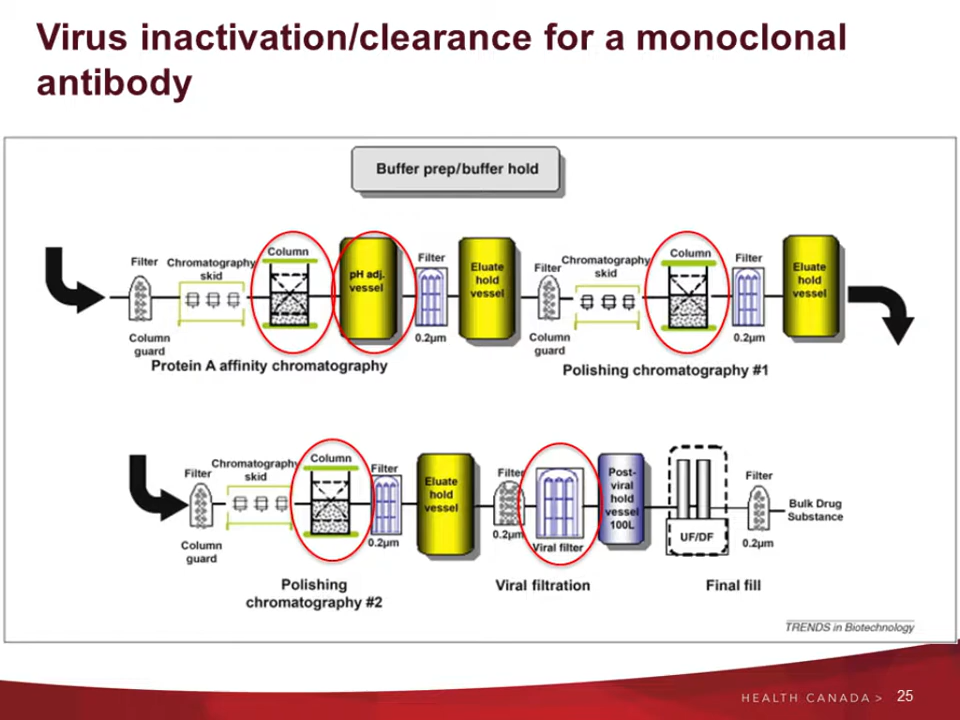 Virus inactivation/clearance for a monoclonal
antibody
Buffer prep/buffer hold
Filter
Chromatography
skid
Column
pH adj.
vessel
Filter
Eluate
hold
vessel
Filter
Chromatography
skid
Column
Filter
Eluate
hold
vessel
Column
guard
0.2µm
Column
guard
0.2µm
Protein A affinity chromatography
Polishing chromatography #1
Filter
Chromatography
skid
Column
Filter
Eluate
hold
vessel
Filter
Post-
viral
hold
vessel
100L
Filter
Bulk Drug
Substance
Column
guard
0.2µm
0.2µm
Viral filter
UF/DF
0.2µm
Polishing
chromatography #2
Viral filtration
Final fill
TRENDS in Biotechnology
HEALTH CANADA >
25